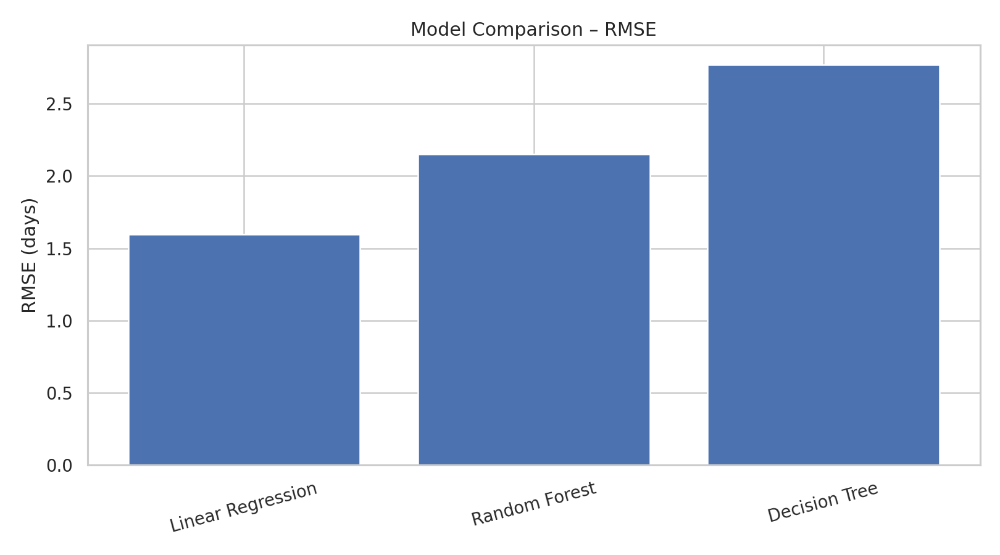 Model Comparison – RMSE
RMSE (days)
2.5
2.0
1.5
1.0
0.5
0.0
Linear Regression
Random Forest
Decision Tree